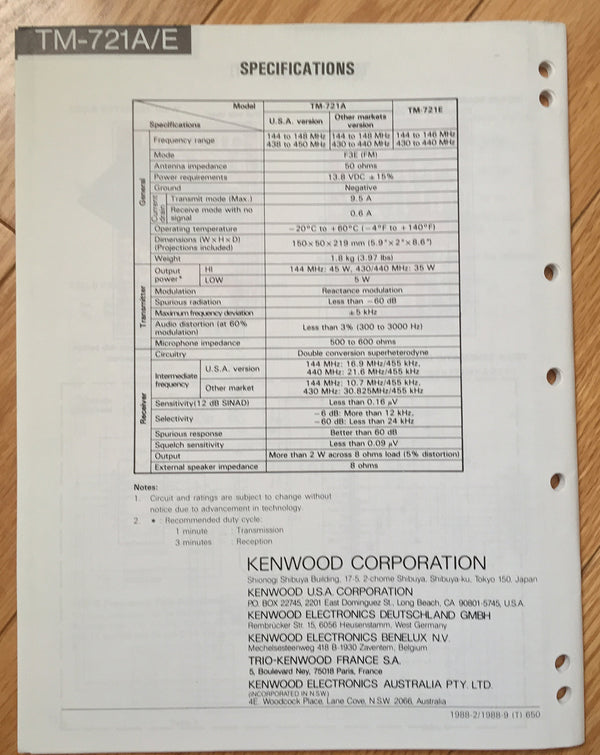 TM-721A/E
SPECIFICATIONS
Model
Specifications
TM-721A
TM-721E
U.S.A. version
Other markets
version
General
Frequency range
144 to 148 MHz 144 to 148 MHz 144 to 146 MHz
438 to 450 MHz 430 to 440 MHz 430 to 440 MHz
Mode F3E (FM)
Antenna impedance 50 ohms
Power requirements 13.8 VDC ± 15%
Ground Negative
Current
drain
Transmit mode (Max.) 9.5 A
Receive mode with no
signal
0.6 A
Operating temperature −20°C to +60°C (−4°F to +140°F)
Dimensions (W×H×D)
(Projections included)
150×50×219 mm (5.9"×2"×8.6")
Weight 1.8 kg (3.97 lbs)
Transmitter
Output
power*
HI 144 MHz: 45 W, 430/440 MHz: 35 W
LOW 5 W
Modulation Reactance modulation
Spurious radiation Less than −60 dB
Maximum frequency deviation ±5 kHz
Audio distortion (at 60%
modulation)
Less than 3% (300 to 3000 Hz)
Microphone impedance 500 to 600 ohms
Receiver
Circuitry Double conversion superheterodyne
Intermediate
frequency
U.S.A. version
144 MHz: 16.9 MHz/455 kHz,
440 MHz: 21.6 MHz/455 kHz
Other market
144 MHz: 10.7 MHz/455 kHz,
430 MHz: 30.825MHz/455 kHz
Sensitivity(12 dB SINAD) Less than 0.16 μV
Selectivity
−6 dB: More than 12 kHz,
−60 dB: Less than 24 kHz
Spurious response Better than 60 dB
Squelch sensitivity Less than 0.09 μV
Output More than 2 W across 8 ohms load (5% distortion)
External speaker impedance 8 ohms
Notes:
1. Circuit and ratings are subject to change without
notice due to advancement in technology.
2. * : Recommended duty cycle:
1 minute : Transmission
3 minutes : Reception
KENWOOD CORPORATION
Shionogi Shibuya Building, 17-5, 2-chome Shibuya, Shibuya-ku, Tokyo 150, Japan
KENWOOD U.S.A. CORPORATION
P.O. BOX 22745, 2201 East Dominguez St., Long Beach, CA 90801-5745, U.S.A.
KENWOOD ELECTRONICS DEUTSCHLAND GMBH
Rembrücker Str. 15, 6056 Heusenstamm, West Germany
KENWOOD ELECTRONICS BENELUX N.V.
Mechelsesteenweg 418 B-1930 Zaventem, Belgium
TRIO-KENWOOD FRANCE S.A.
5, Boulevard Ney, 75018 Paris, France
KENWOOD ELECTRONICS AUSTRALIA PTY. LTD.
(INCORPORATED IN N.S.W.)
4E. Woodcock Place, Lane Cove, N.S.W. 2066, Australia
1988-2/1988-9 (T) 650